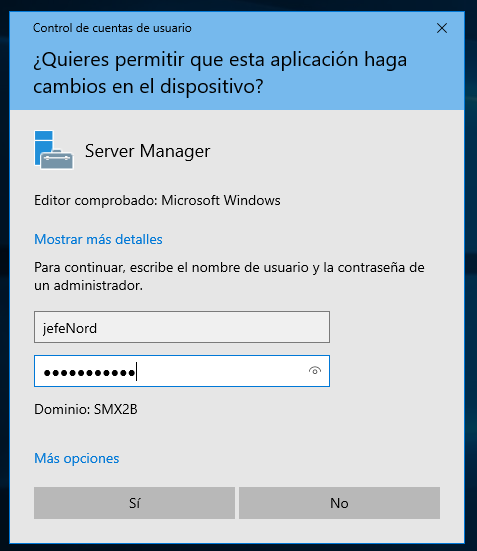 Control de cuentas de usuario
¿Quieres permitir que esta aplicación haga
cambios en el dispositivo?
Server Manager
Editor comprobado: Microsoft Windows
Mostrar más detalles
Para continuar, escribe el nombre de usuario y la contraseña de
un administrador.
jefeNord
●●●●●●●●●●●
Dominio: SMX2B
Más opciones
Sí
No